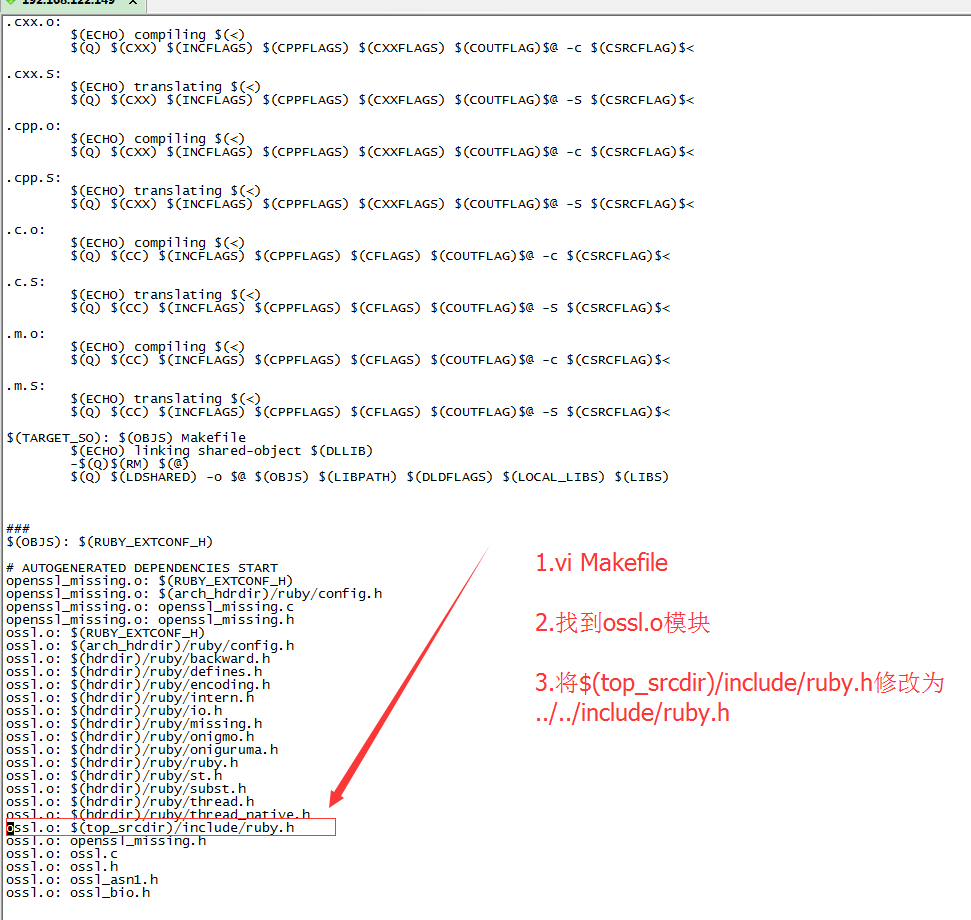 192.168.122.149 ×
.cxx.o:
$(ECHO) compiling $(<)
$(Q) $(CXX) $(INCFLAGS) $(CPPFLAGS) $(CXXFLAGS) $(COUTFLAG)$@ -c $(CSRCFLAG)$<
.cxx.S:
$(ECHO) translating $(<)
$(Q) $(CXX) $(INCFLAGS) $(CPPFLAGS) $(CXXFLAGS) $(COUTFLAG)$@ -S $(CSRCFLAG)$<
.cpp.o:
$(ECHO) compiling $(<)
$(Q) $(CXX) $(INCFLAGS) $(CPPFLAGS) $(CXXFLAGS) $(COUTFLAG)$@ -c $(CSRCFLAG)$<
.cpp.S:
$(ECHO) translating $(<)
$(Q) $(CXX) $(INCFLAGS) $(CPPFLAGS) $(CXXFLAGS) $(COUTFLAG)$@ -S $(CSRCFLAG)$<
.c.o:
$(ECHO) compiling $(<)
$(Q) $(CC) $(INCFLAGS) $(CPPFLAGS) $(CFLAGS) $(COUTFLAG)$@ -c $(CSRCFLAG)$<
.c.S:
$(ECHO) translating $(<)
$(Q) $(CC) $(INCFLAGS) $(CPPFLAGS) $(CFLAGS) $(COUTFLAG)$@ -S $(CSRCFLAG)$<
.m.o:
$(ECHO) compiling $(<)
$(Q) $(CC) $(INCFLAGS) $(CPPFLAGS) $(CFLAGS) $(COUTFLAG)$@ -c $(CSRCFLAG)$<
.m.S:
$(ECHO) translating $(<)
$(Q) $(CC) $(INCFLAGS) $(CPPFLAGS) $(CFLAGS) $(COUTFLAG)$@ -S $(CSRCFLAG)$<
$(TARGET_SO): $(OBJS) Makefile
$(ECHO) linking shared-object $(DLLIB)
-$(Q)$(RM) $(@)
$(Q) $(LDSHARED) -o $@ $(OBJS) $(LIBPATH) $(DLDFLAGS) $(LOCAL_LIBS) $(LIBS)
###
$(OBJS): $(RUBY_EXTCONF_H)
# AUTOGENERATED DEPENDENCIES START
openssl_missing.o: $(RUBY_EXTCONF_H)
openssl_missing.o: $(arch_hdrdir)/ruby/config.h
openssl_missing.o: openssl_missing.c
openssl_missing.o: openssl_missing.h
ossl.o: $(RUBY_EXTCONF_H)
ossl.o: $(arch_hdrdir)/ruby/config.h
ossl.o: $(hdrdir)/ruby/backward.h
ossl.o: $(hdrdir)/ruby/defines.h
ossl.o: $(hdrdir)/ruby/encoding.h
ossl.o: $(hdrdir)/ruby/intern.h
ossl.o: $(hdrdir)/ruby/io.h
ossl.o: $(hdrdir)/ruby/missing.h
ossl.o: $(hdrdir)/ruby/onigmo.h
ossl.o: $(hdrdir)/ruby/oniguruma.h
ossl.o: $(hdrdir)/ruby/ruby.h
ossl.o: $(hdrdir)/ruby/st.h
ossl.o: $(hdrdir)/ruby/subst.h
ossl.o: $(hdrdir)/ruby/thread.h
ossl.o: $(hdrdir)/ruby/thread_native.h
ossl.o: $(top_srcdir)/include/ruby.h
ossl.o: openssl_missing.h
ossl.o: ossl.c
ossl.o: ossl.h
ossl.o: ossl_asn1.h
ossl.o: ossl_bio.h
1.vi Makefile
2.找到ossl.o模块
3.将$(top_srcdir)/include/ruby.h修改为
../../include/ruby.h